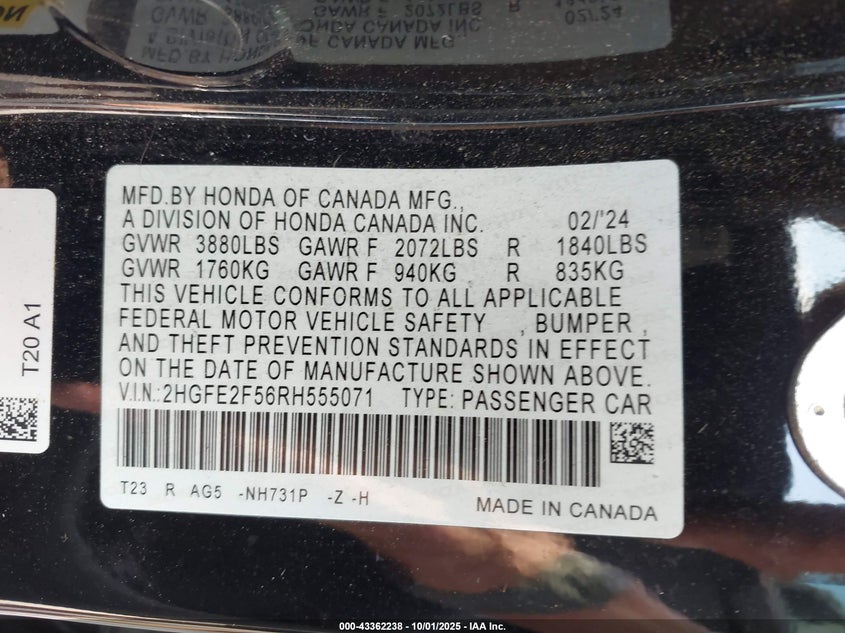 MFD.BY HONDA OF CANADA MFG.,
A DIVISION OF HONDA CANADA INC. 02/'24
GVWR 3880LBS GAWR F 2072LBS R 1840LBS
GVWR 1760KG GAWR F 940KG R 835KG
THIS VEHICLE CONFORMS TO ALL APPLICABLE
FEDERAL MOTOR VEHICLE SAFETY , BUMPER ,
AND THEFT PREVENTION STANDARDS IN EFFECT
ON THE DATE OF MANUFACTURE SHOWN ABOVE.
V.I.N.:2HGFE2F56RH555071 TYPE: PASSENGER CAR
T23 R AG5 -NH731P -Z -H MADE IN CANADA
T20 A1
000-43362238 - 10/01/2025 - IAA Inc.